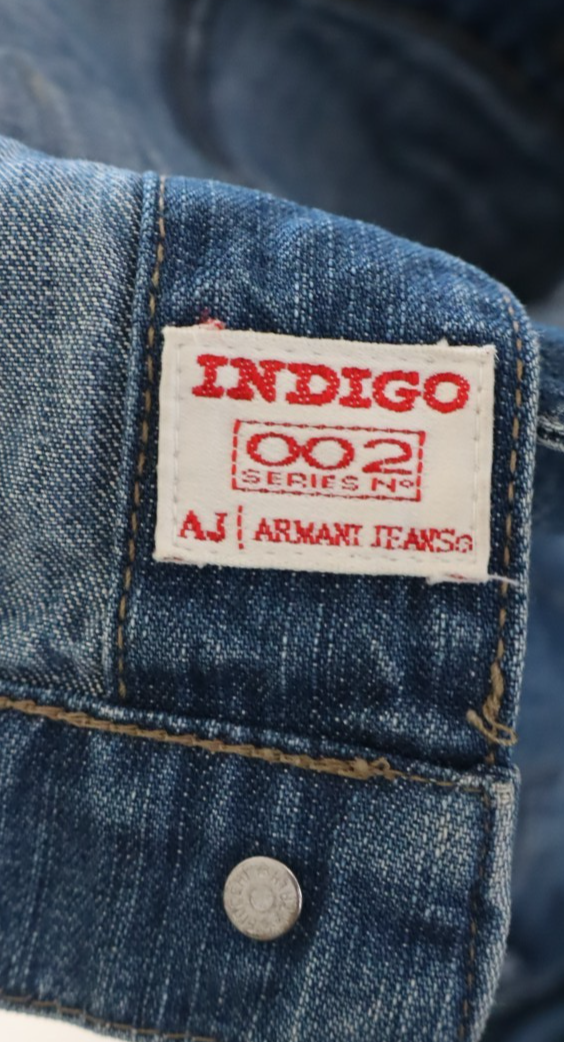 INDIGO
002
SERIES Nº
AJ ARMANI JEANS